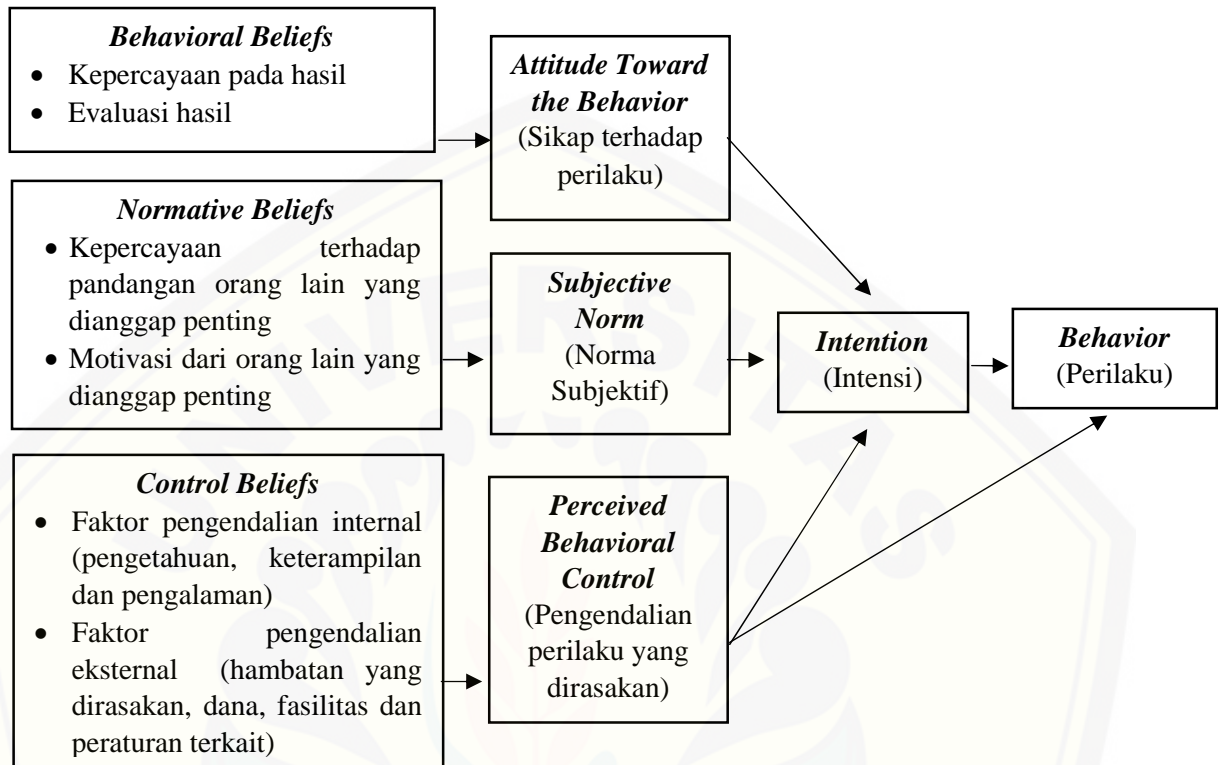 Behavioral Beliefs
• Kepercayaan pada hasil
• Evaluasi hasil
Attitude Toward
the Behavior
(Sikap terhadap
perilaku)
Normative Beliefs
• Kepercayaan terhadap
pandangan orang lain yang
dianggap penting
• Motivasi dari orang lain yang
dianggap penting
Subjective
Norm
(Norma
Subjektif)
Intention
(Intensi)
Behavior
(Perilaku)
Control Beliefs
• Faktor pengendalian internal
(pengetahuan, keterampilan
dan pengalaman)
• Faktor pengendalian
eksternal (hambatan yang
dirasakan, dana, fasilitas dan
peraturan terkait)
Perceived
Behavioral
Control
(Pengendalian
perilaku yang
dirasakan)
NIVERSITAS